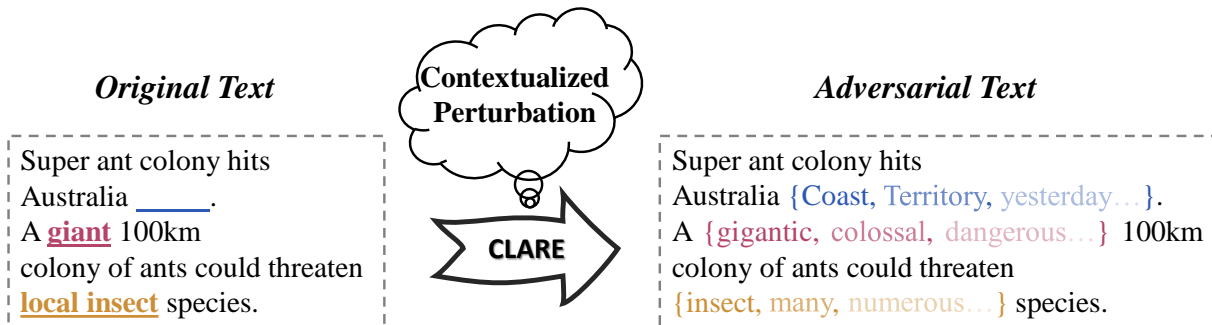 Original Text
Contextualized
Perturbation
Adversarial Text
Super ant colony hits
Australia _____.
A giant 100km
colony of ants could threaten
local insect species.
CLARE
Super ant colony hits
Australia {Coast, Territory, yesterday…}.
A {gigantic, colossal, dangerous…} 100km
colony of ants could threaten
{insect, many, numerous…} species.